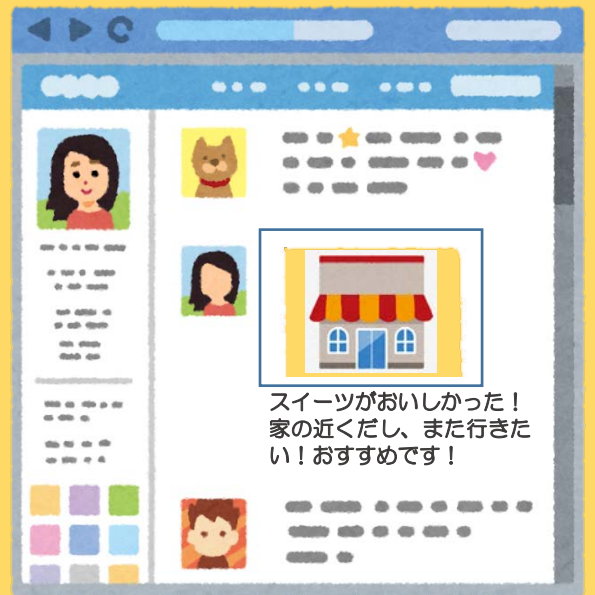 スイーツがおいしかった！
家の近くだし、また行きた
い！おすすめです！